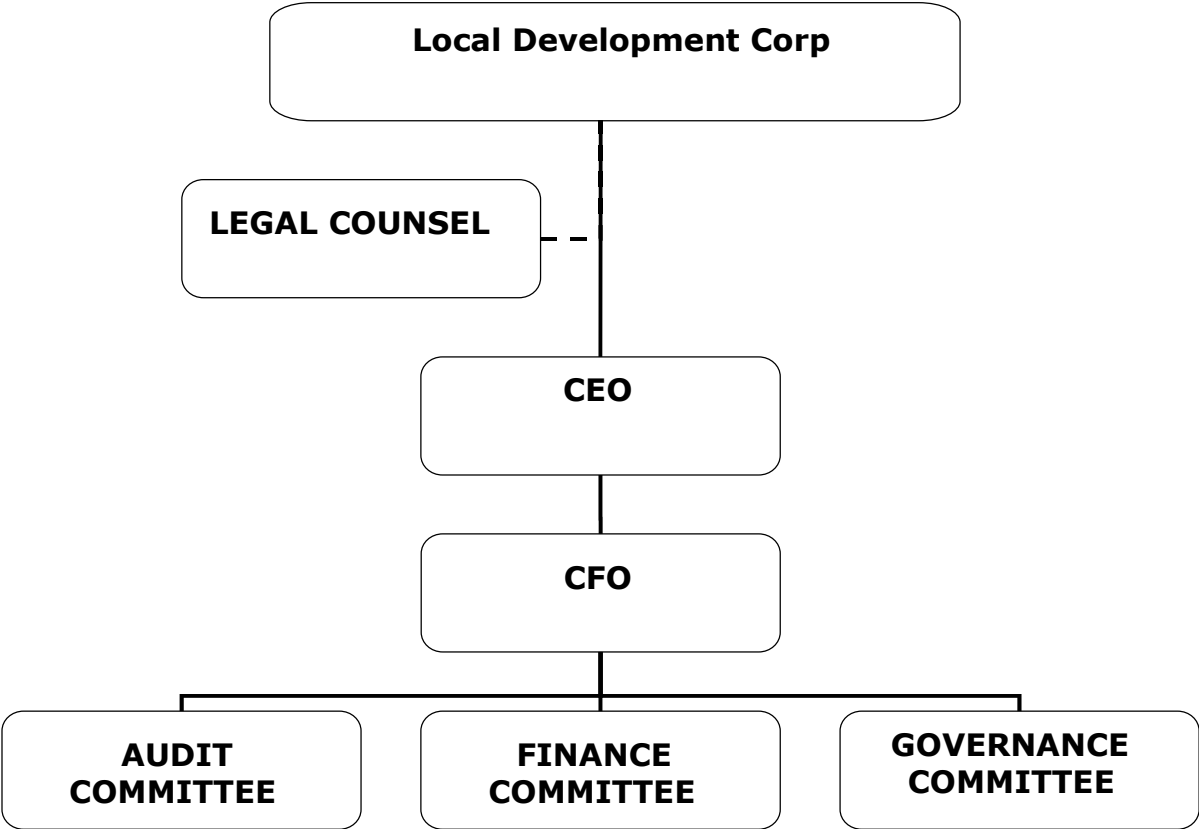 Local Development Corp
LEGAL COUNSEL
CEO
CFO
AUDIT
COMMITTEE
FINANCE
COMMITTEE
GOVERNANCE
COMMITTEE